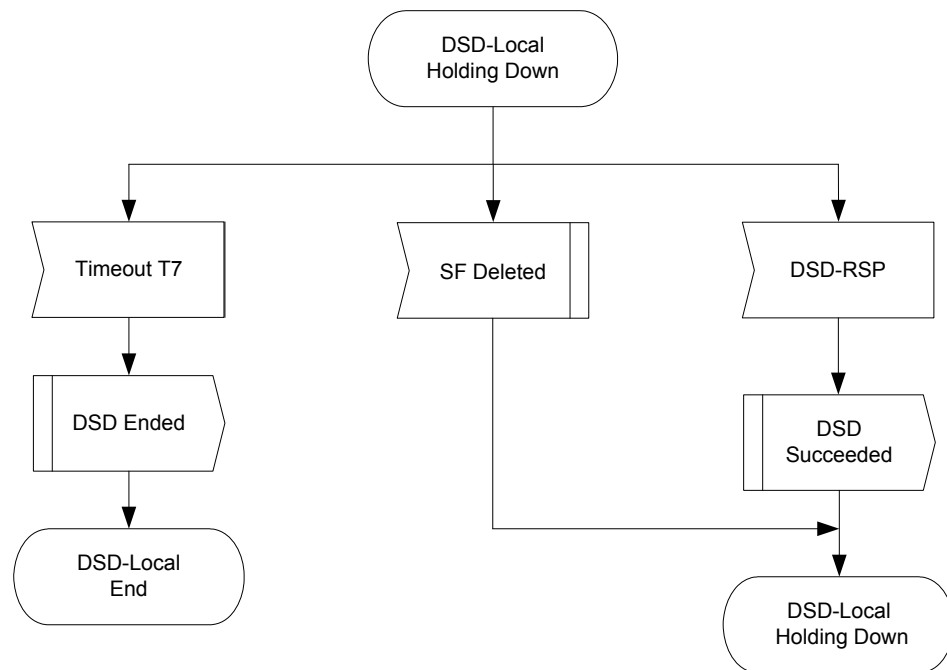 DSD-Local
Holding Down
Timeout T7
SF Deleted
DSD-RSP
DSD Ended
DSD
Succeeded
DSD-Local
End
DSD-Local
Holding Down